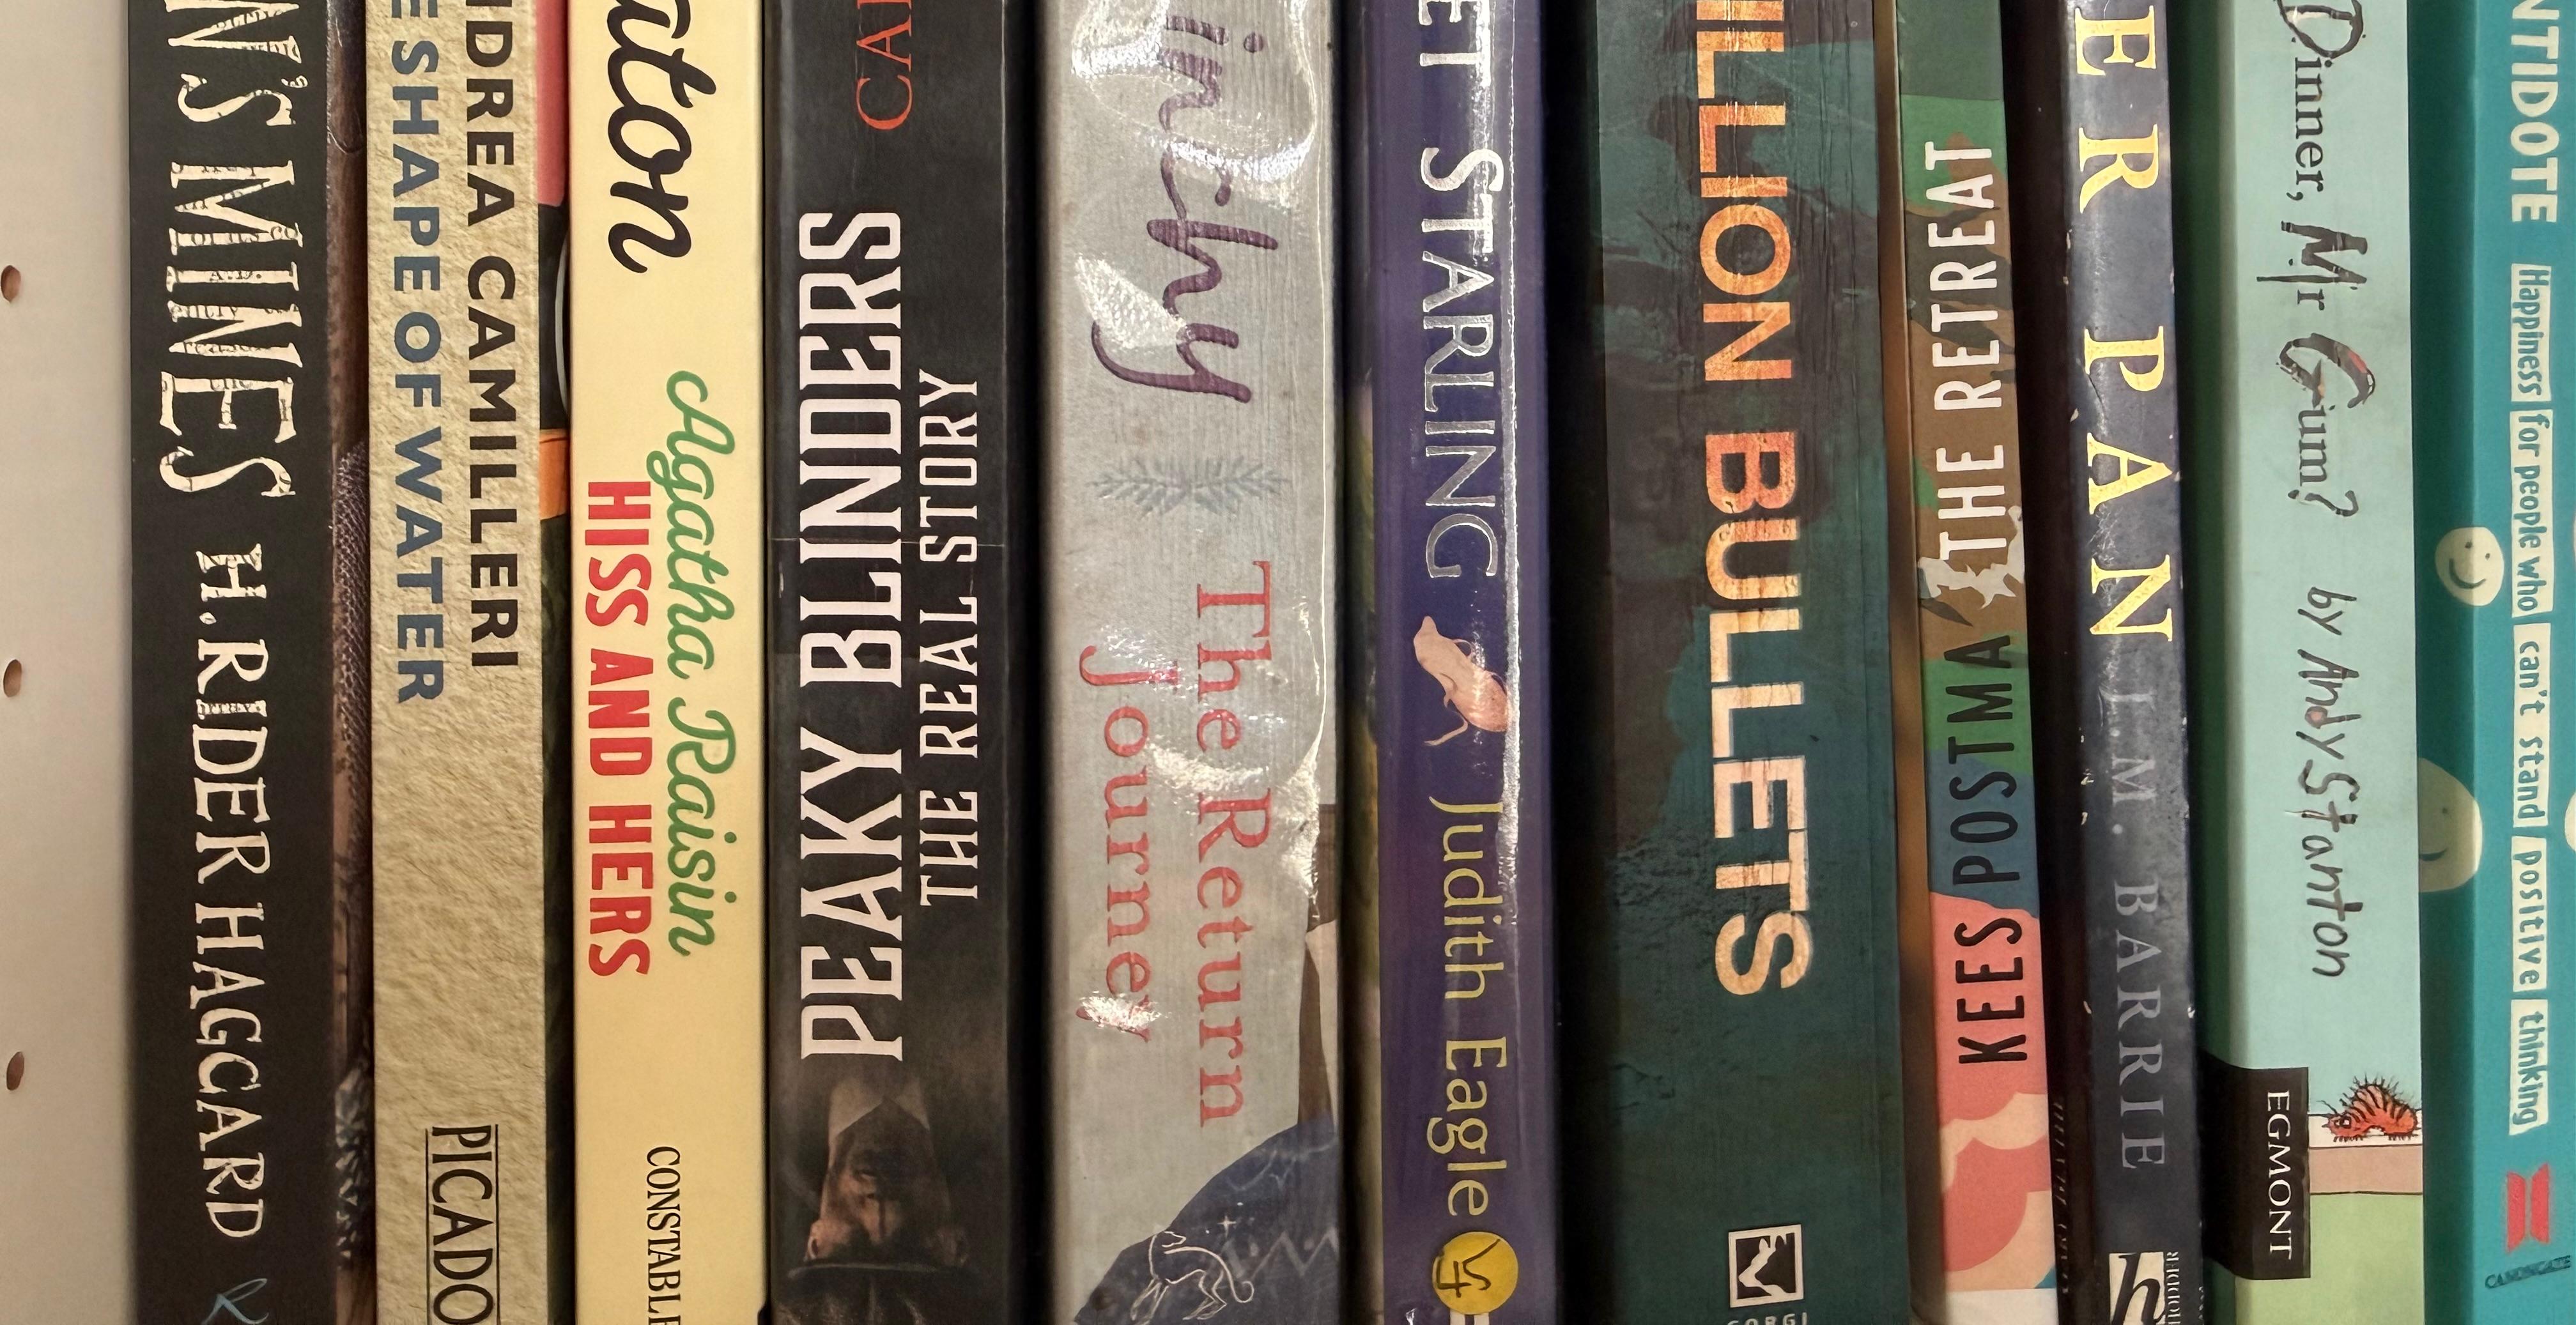 N'S MINES H. RIDER HAGGARD
NDREA CAMILLERI
E SHAPE OF WATER
PICADO
aton
Agatha Raisin
HISS AND HERS
CONSTABLE
CAR
PEAKY BLINDERS
THE REAL STORY
inchy
The Return
Journey
ET STARLING Judith Eagle
ILLION BULLETS
CORGI
KEES POSTMA THE RETREAT
ER PAN J. M. BARRIE
h
Dinner, Mr Gum? by Andy Stanton
EGMONT
NTIDOTE Happiness for people who can't stand positive thinking
CANONGATE